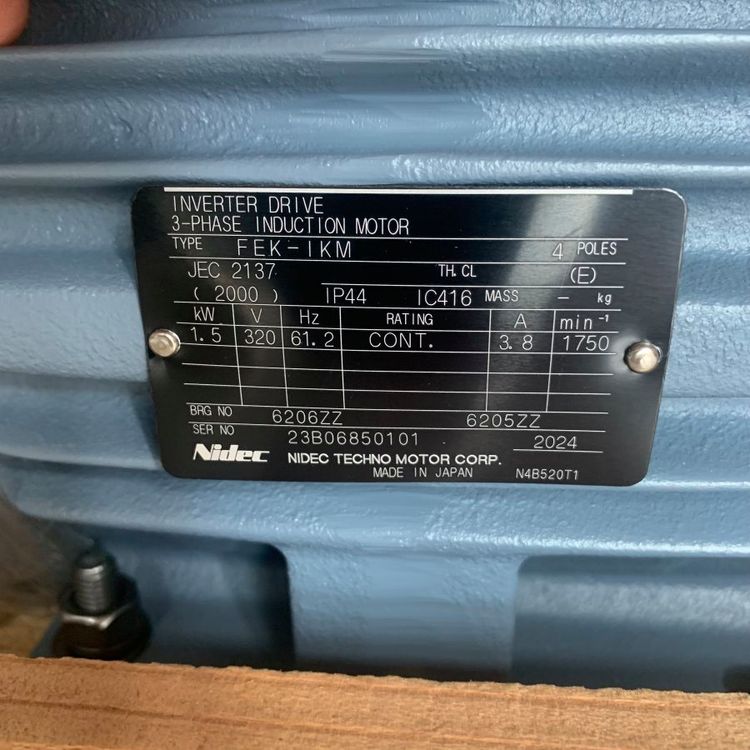 INVERTER DRIVE
3-PHASE INDUCTION MOTOR
TYPE FEK-IKM 4 POLES
JEC 2137 TH. CL (E)
( 2000 ) IP44 IC416 MASS - kg
kW V Hz RATING A min⁻¹
1.5 320 61.2 CONT. 3.8 1750
BRG NO 6206ZZ 6205ZZ
SER NO 23B06850101 2024
Nidec NIDEC TECHNO MOTOR CORP.
MADE IN JAPAN N4B520T1